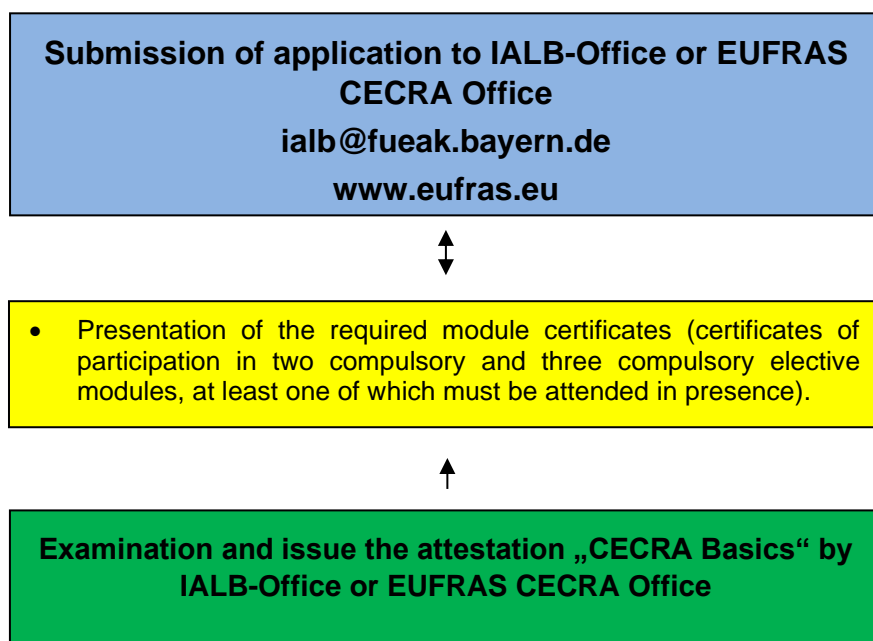 Submission of application to IALB-Office or EUFRAS
CECRA Office
ialb@fueak.bayern.de
www.eufras.eu
• Presentation of the required module certificates (certificates of
participation in two compulsory and three compulsory elective
modules, at least one of which must be attended in presence).
Examination and issue the attestation „CECRA Basics“ by
IALB-Office or EUFRAS CECRA Office